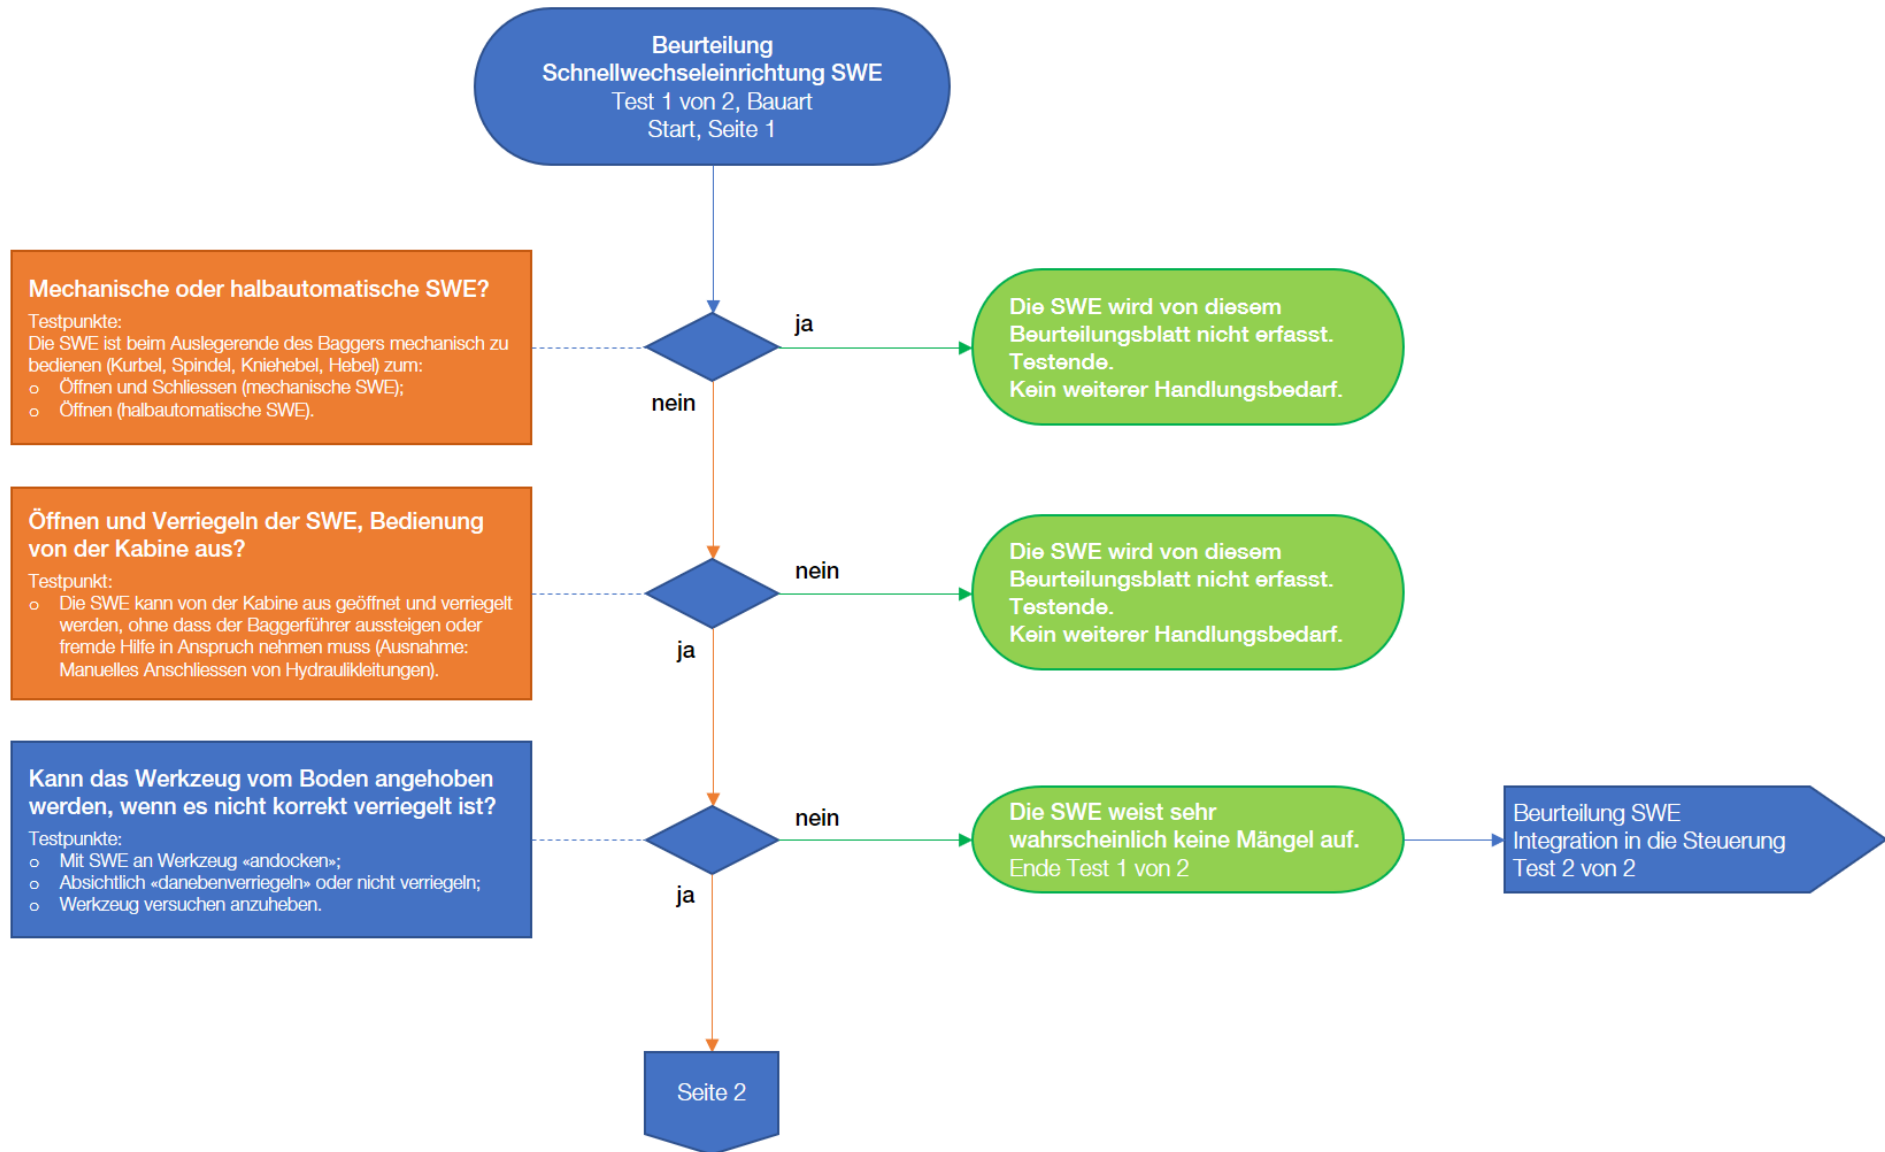 Beurteilung
Schnellwechseleinrichtung SWE
Test 1 von 2, Bauart
Start, Seite 1
Mechanische oder halbautomatische SWE?
Testpunkte:
Die SWE ist beim Auslegerende des Baggers mechanisch zu
bedienen (Kurbel, Spindel, Kniehebel, Hebel) zum:
o Öffnen und Schliessen (mechanische SWE);
o Öffnen (halbautomatische SWE).
ja
nein
Die SWE wird von diesem
Beurteilungsblatt nicht erfasst.
Testende.
Kein weiterer Handlungsbedarf.
Öffnen und Verriegeln der SWE, Bedienung
von der Kabine aus?
Testpunkt:
o Die SWE kann von der Kabine aus geöffnet und verriegelt
werden, ohne dass der Baggerführer aussteigen oder
fremde Hilfe in Anspruch nehmen muss (Ausnahme:
Manuelles Anschliessen von Hydraulikleitungen).
nein
ja
Die SWE wird von diesem
Beurteilungsblatt nicht erfasst.
Testende.
Kein weiterer Handlungsbedarf.
Kann das Werkzeug vom Boden angehoben
werden, wenn es nicht korrekt verriegelt ist?
Testpunkte:
o Mit SWE an Werkzeug «andocken»;
o Absichtlich «danebenverriegeln» oder nicht verriegeln;
o Werkzeug versuchen anzuheben.
nein
ja
Die SWE weist sehr
wahrscheinlich keine Mängel auf.
Ende Test 1 von 2
Beurteilung SWE
Integration in die Steuerung
Test 2 von 2
Seite 2